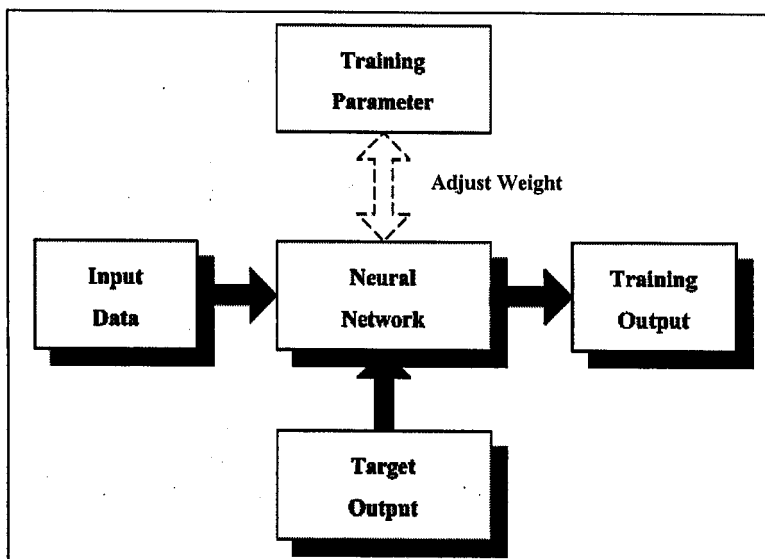 Training
Parameter
Adjust Weight
Input
Data
Neural
Network
Training
Output
Target
Output